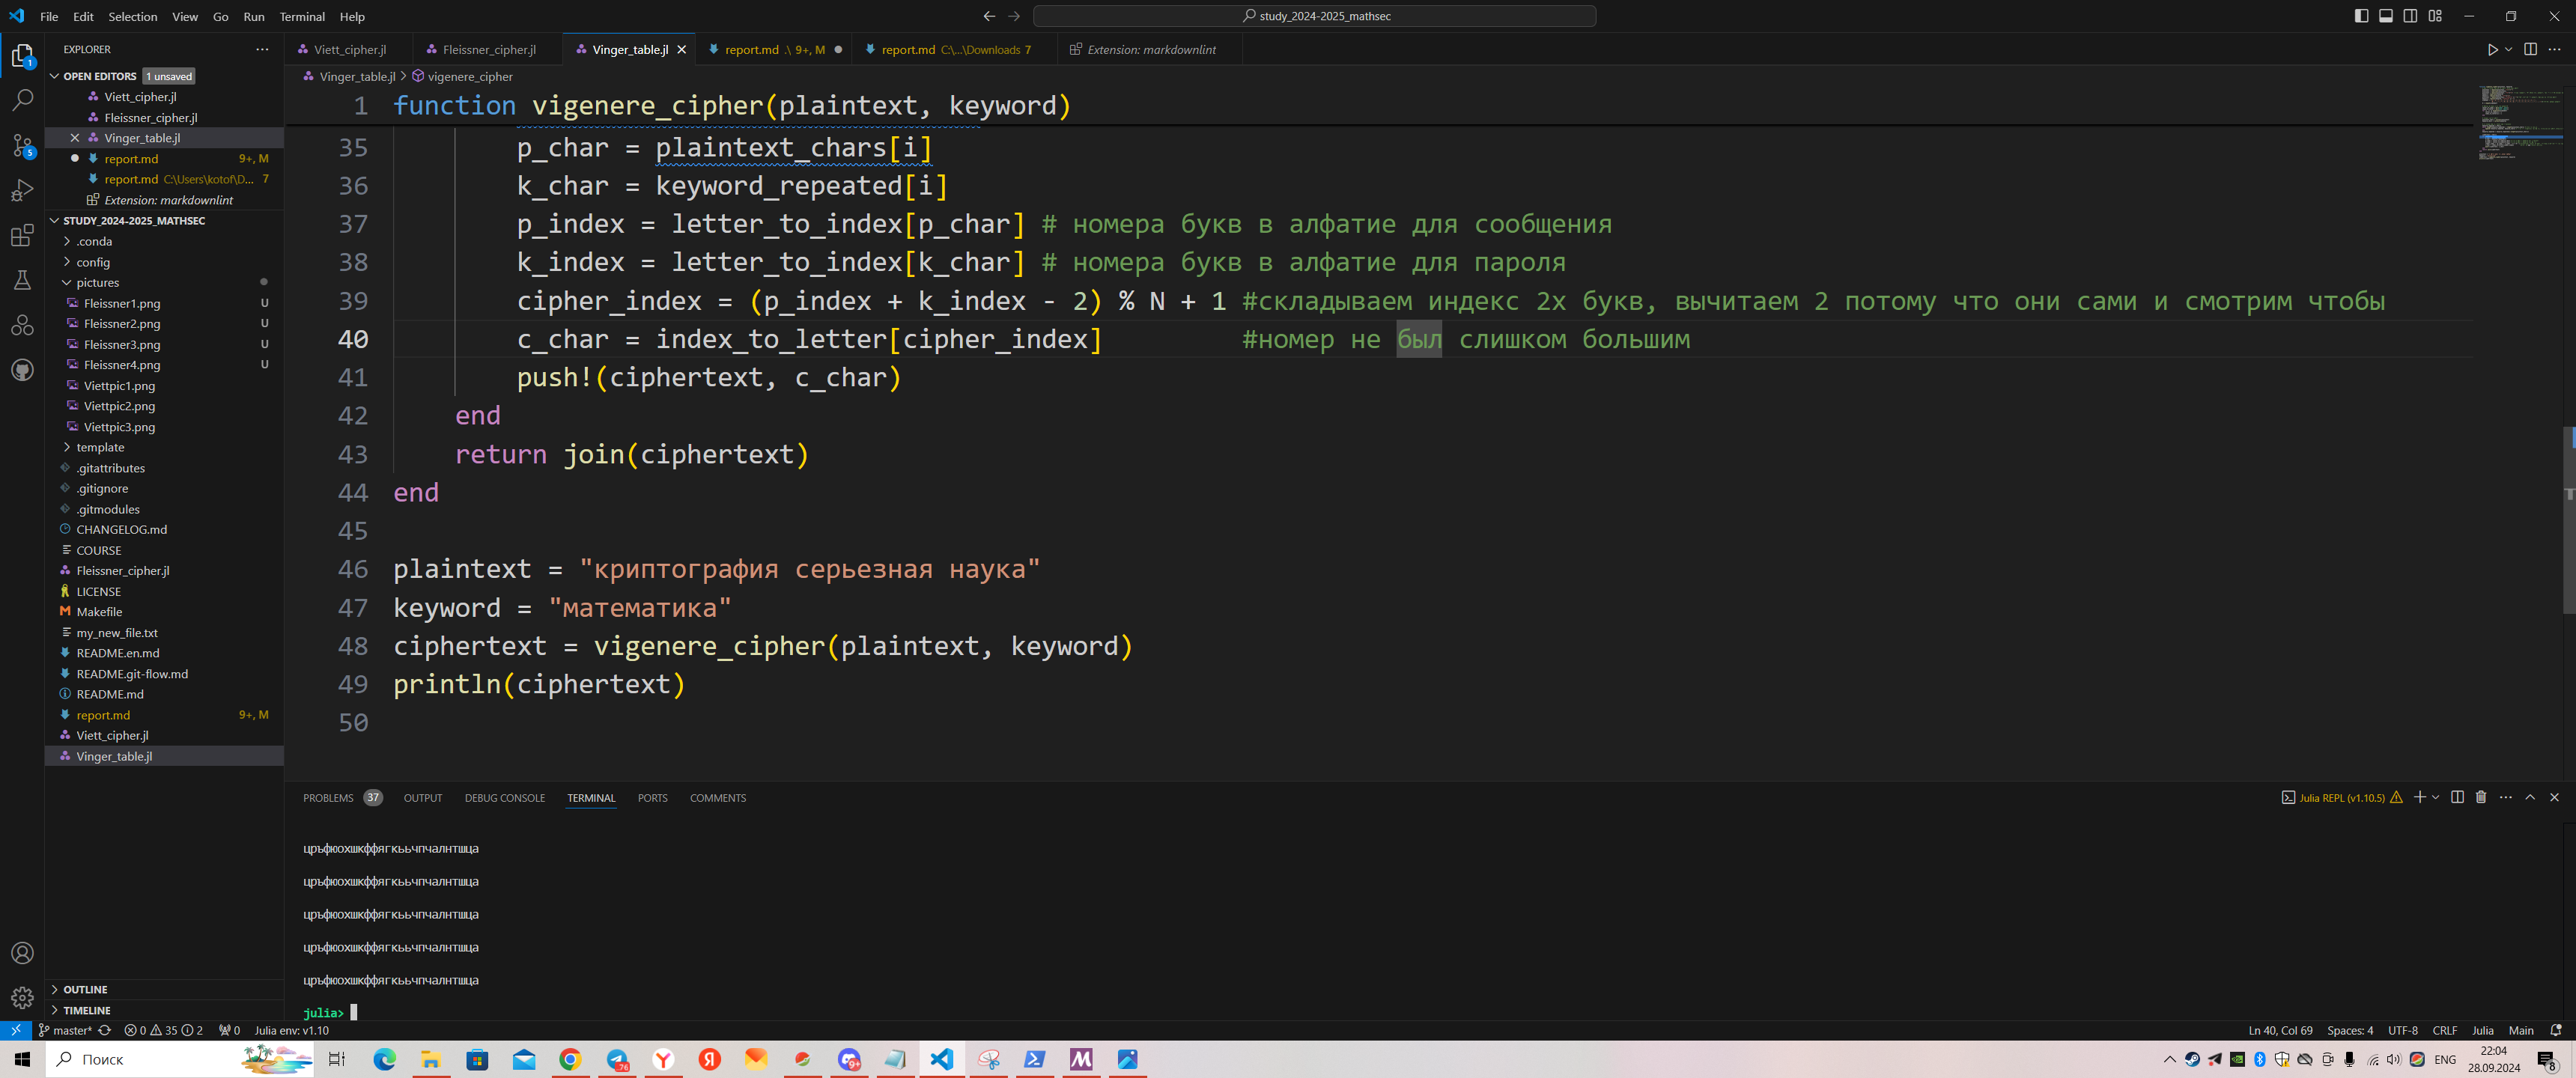 File Edit Selection View Go Run Terminal Help
study_2024-2025_mathsec
EXPLORER
OPEN EDITORS 1 unsaved
Viett_cipher.jl
Fleissner_cipher.jl
Vinger_table.jl
report.md 9+, M
report.md C:\Users\kotof\D... 7
Extension: markdownlint
STUDY_2024-2025_MATHSEC
.conda
config
pictures
Fleissner1.png U
Fleissner2.png U
Fleissner3.png U
Fleissner4.png U
Viettpic1.png
Viettpic2.png
Viettpic3.png
template
.gitattributes
.gitignore
.gitmodules
CHANGELOG.md
COURSE
Fleissner_cipher.jl
LICENSE
Makefile
my_new_file.txt
README.en.md
README.git-flow.md
README.md
report.md 9+, M
Viett_cipher.jl
Vinger_table.jl
OUTLINE
TIMELINE
Viett_cipher.jl Fleissner_cipher.jl Vinger_table.jl report.md .\ 9+, M report.md C:\...\Downloads 7 Extension: markdownlint
Vinger_table.jl > vigenere_cipher
1 function vigenere_cipher(plaintext, keyword)
35 p_char = plaintext_chars[i]
36 k_char = keyword_repeated[i]
37 p_index = letter_to_index[p_char] # номера букв в алфатие для сообщения
38 k_index = letter_to_index[k_char] # номера букв в алфатие для пароля
39 cipher_index = (p_index + k_index - 2) % N + 1 #складываем индекс 2х букв, вычитаем 2 потому что они сами и смотрим чтобы
40 c_char = index_to_letter[cipher_index] #номер не был слишком большим
41 push!(ciphertext, c_char)
42 end
43 return join(ciphertext)
44 end
45
46 plaintext = "криптография серьезная наука"
47 keyword = "математика"
48 ciphertext = vigenere_cipher(plaintext, keyword)
49 println(ciphertext)
50
PROBLEMS 37 OUTPUT DEBUG CONSOLE TERMINAL PORTS COMMENTS
Julia REPL (v1.10.5)
цръфюохшкффягкььчпчалнтшца
цръфюохшкффягкььчпчалнтшца
цръфюохшкффягкььчпчалнтшца
цръфюохшкффягкььчпчалнтшца
цръфюохшкффягкььчпчалнтшца
julia>
master* 0 35 2 0 Julia env: v1.10
Ln 40, Col 69 Spaces: 4 UTF-8 CRLF Julia Main
Поиск
ENG
22:04
28.09.2024